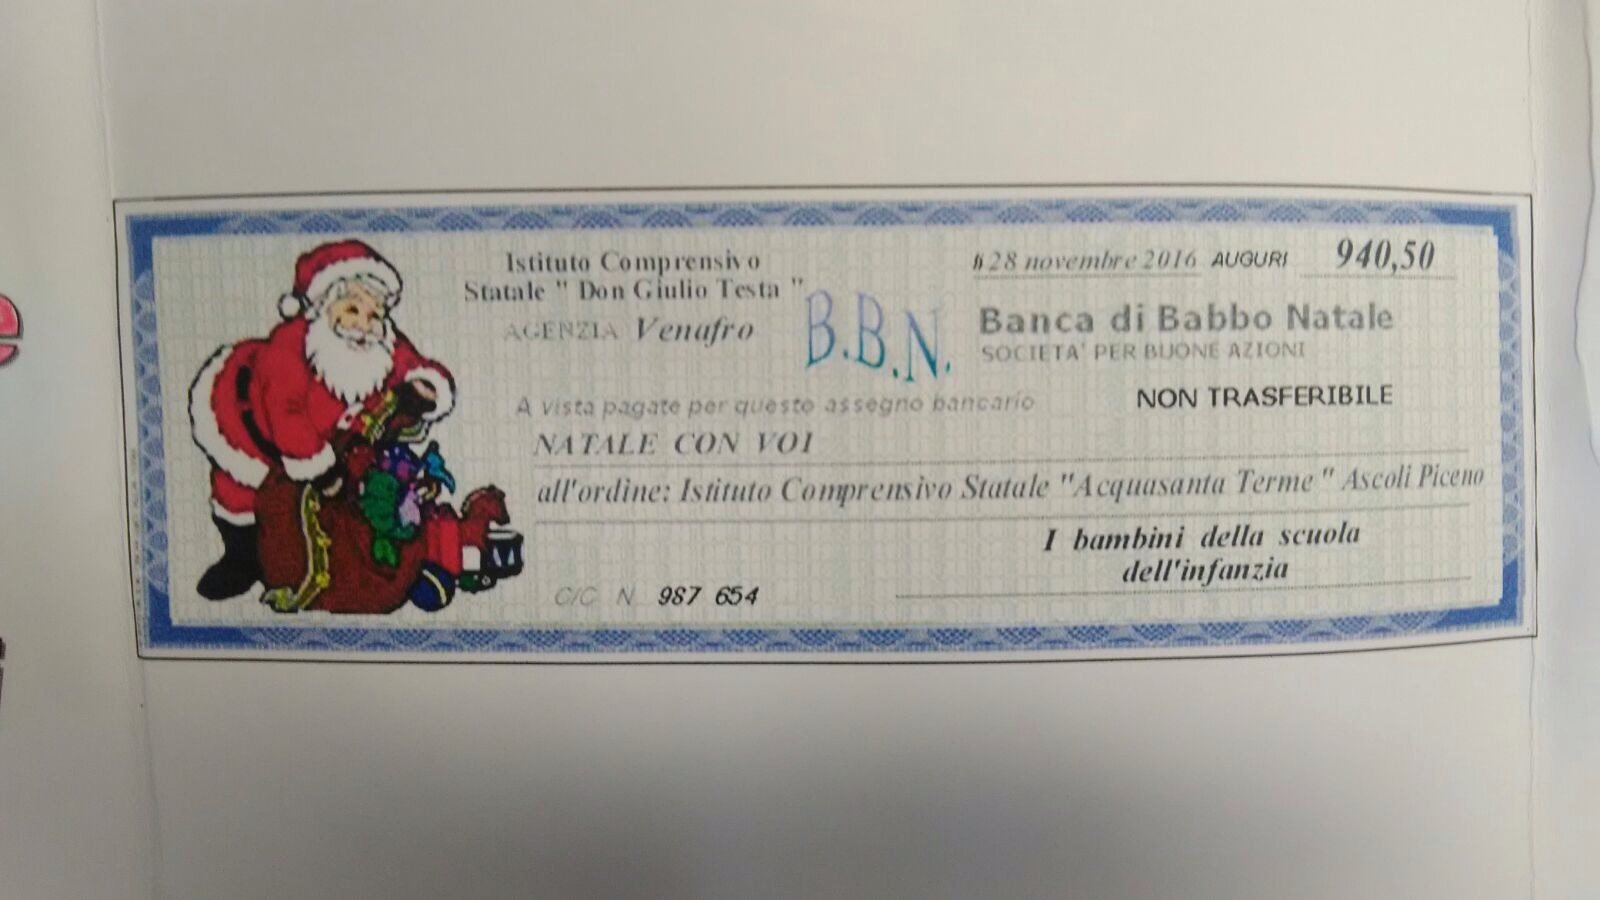 Istituto Comprensivo
Statale " Don Giulio Testa "
AGENZIA Venafro
B.B.N.
il 28 novembre 2016 AUGURI 940,50
Banca di Babbo Natale
SOCIETA' PER BUONE AZIONI
NON TRASFERIBILE
A vista pagate per questo assegno bancario
NATALE CON VOI
all'ordine: Istituto Comprensivo Statale "Acquasanta Terme " Ascoli Piceno
I bambini della scuola
dell'infanzia
C/C N 987 654